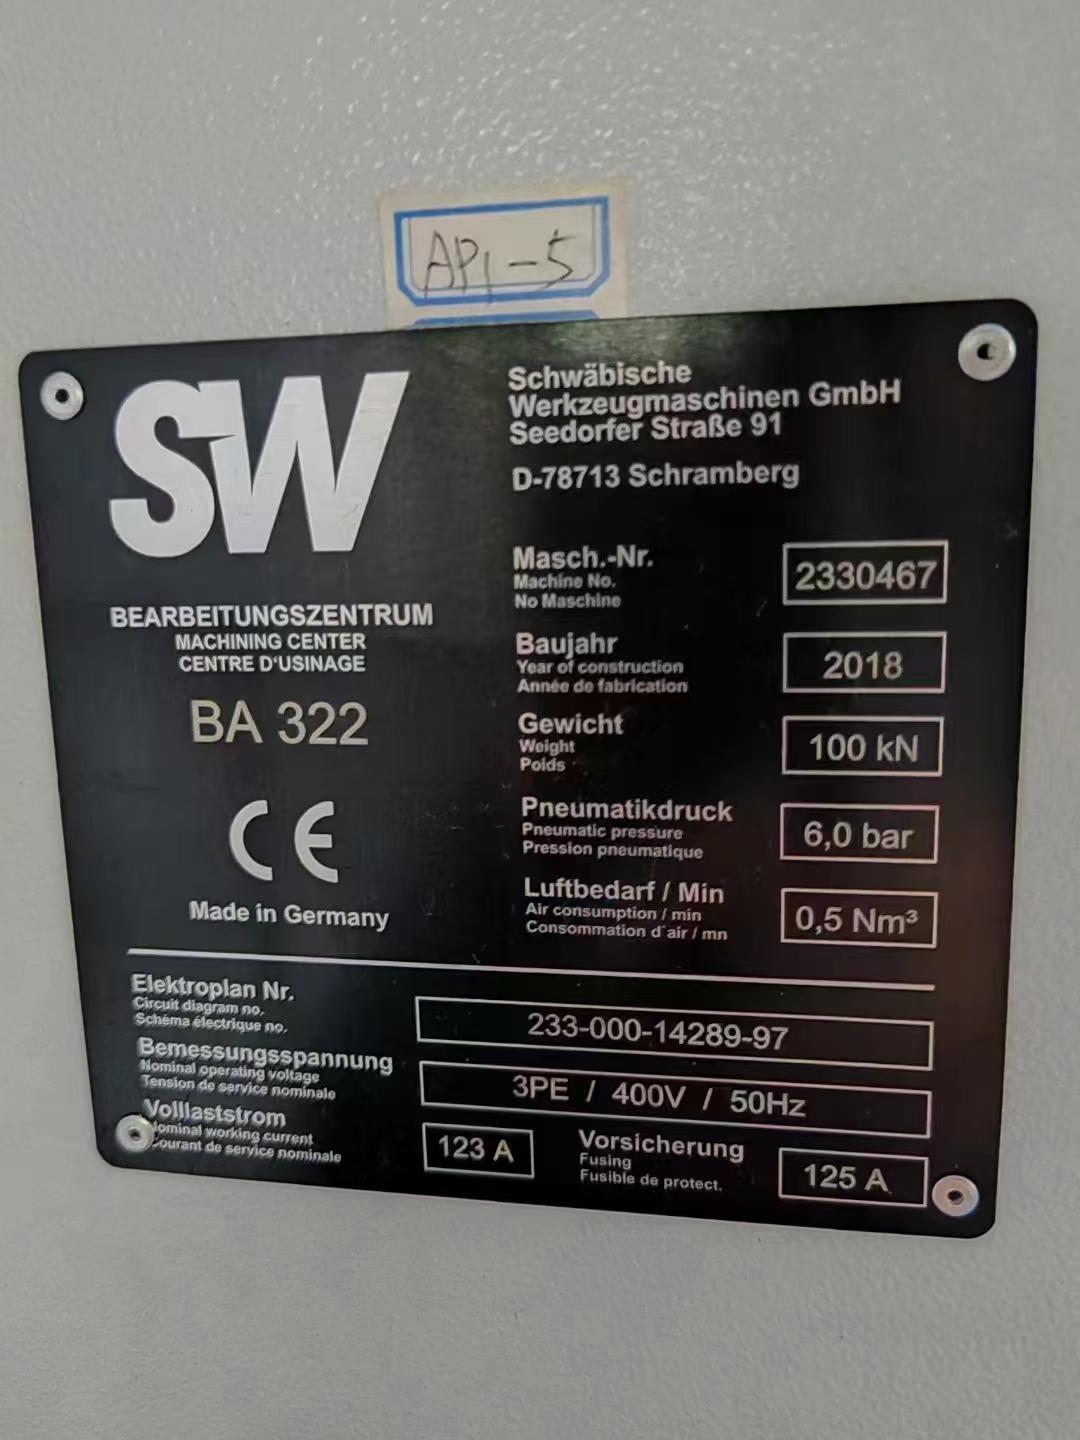 AP1-5
SW
Schwäbische
Werkzeugmaschinen GmbH
Seedorfer Straße 91
D-78713 Schramberg
BEARBEITUNGSZENTRUM
MACHINING CENTER
CENTRE D'USINAGE
BA 322
CE
Made in Germany
Masch.-Nr.
Machine No.
No Maschine
2330467
Baujahr
Year of construction
Année de fabrication
2018
Gewicht
Weight
Poids
100 kN
Pneumatikdruck
Pneumatic pressure
Pression pneumatique
6,0 bar
Luftbedarf / Min
Air consumption / min
Consommation d´air / mn
0,5 Nm³
Elektroplan Nr.
Circuit diagram no.
Schéma électrique no.
233-000-14289-97
Bemessungsspannung
Nominal operating voltage
Tension de service nominale
3PE / 400V / 50Hz
Volllaststrom
Nominal working current
Courant de service nominale
123 A
Vorsicherung
Fusing
Fusible de protect.
125 A